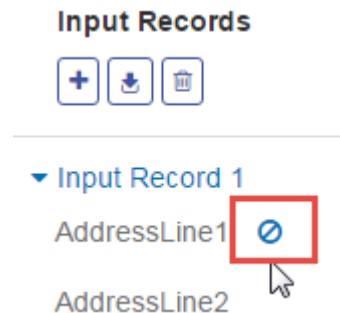 Input Records
Input Record 1
AddressLine1
AddressLine2